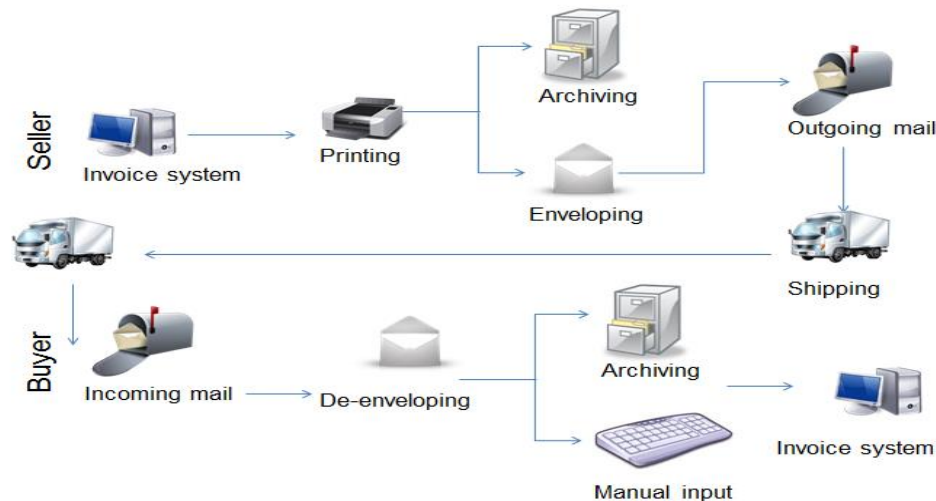 Seller
Invoice system
Printing
Archiving
Enveloping
Outgoing mail
Shipping
Buyer
Incoming mail
De-enveloping
Archiving
Manual input
Invoice system